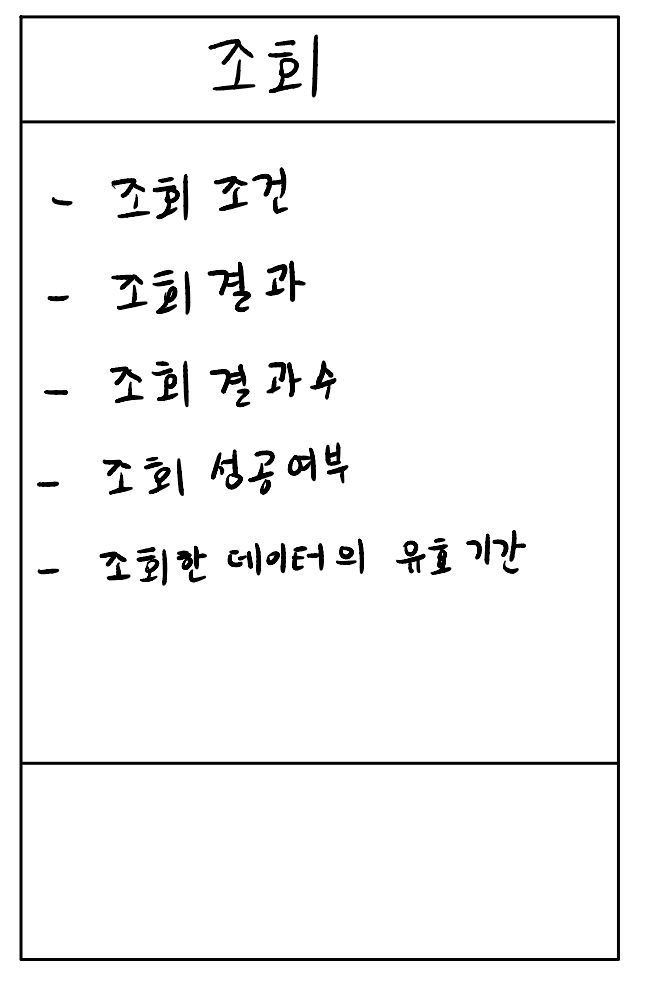 조회
- 조회 조건
- 조회 결과
- 조회 결과수
- 조회 성공여부
- 조회한 데이터의 유효기간